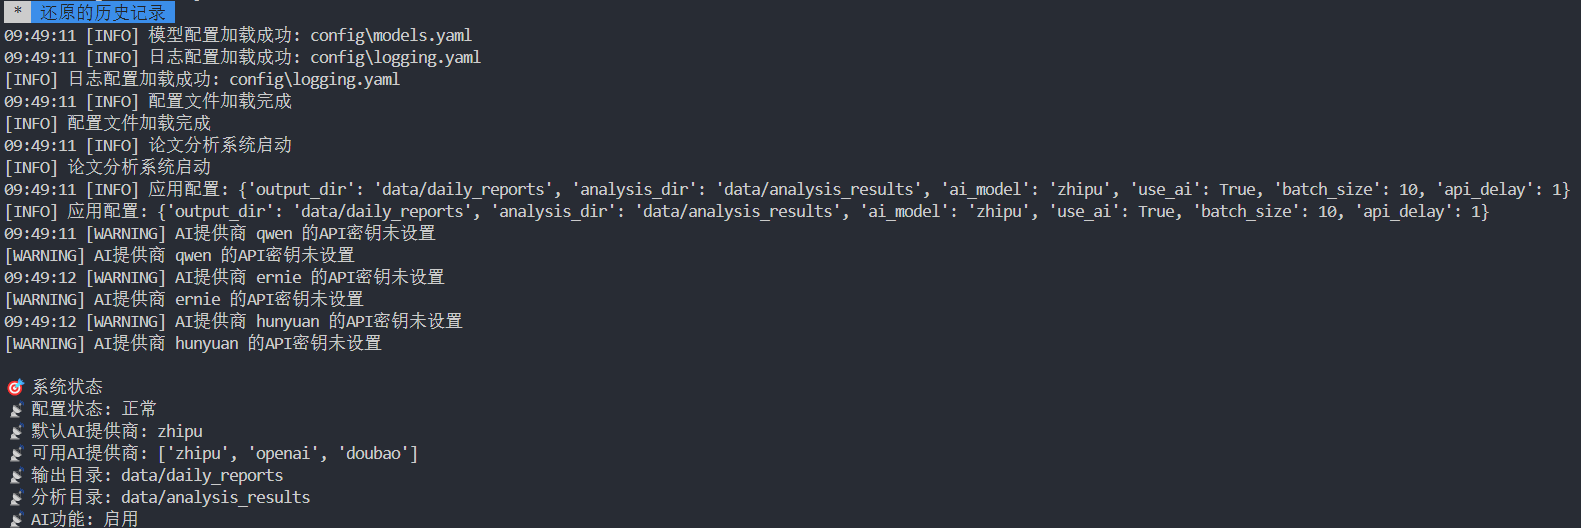 * 还原的历史记录
09:49:11 [INFO] 模型配置加载成功: config\models.yaml
09:49:11 [INFO] 日志配置加载成功: config\logging.yaml
[INFO] 日志配置加载成功: config\logging.yaml
09:49:11 [INFO] 配置文件加载完成
[INFO] 配置文件加载完成
09:49:11 [INFO] 论文分析系统启动
[INFO] 论文分析系统启动
09:49:11 [INFO] 应用配置: {'output_dir': 'data/daily_reports', 'analysis_dir': 'data/analysis_results', 'ai_model': 'zhipu', 'use_ai': True, 'batch_size': 10, 'api_delay': 1}
[INFO] 应用配置: {'output_dir': 'data/daily_reports', 'analysis_dir': 'data/analysis_results', 'ai_model': 'zhipu', 'use_ai': True, 'batch_size': 10, 'api_delay': 1}
09:49:11 [WARNING] AI提供商 qwen 的API密钥未设置
[WARNING] AI提供商 qwen 的API密钥未设置
09:49:12 [WARNING] AI提供商 ernie 的API密钥未设置
[WARNING] AI提供商 ernie 的API密钥未设置
09:49:12 [WARNING] AI提供商 hunyuan 的API密钥未设置
[WARNING] AI提供商 hunyuan 的API密钥未设置
🎯 系统状态
📡 配置状态: 正常
📡 默认AI提供商: zhipu
📡 可用AI提供商: ['zhipu', 'openai', 'doubao']
📡 输出目录: data/daily_reports
📡 分析目录: data/analysis_results
📡 AI功能: 启用